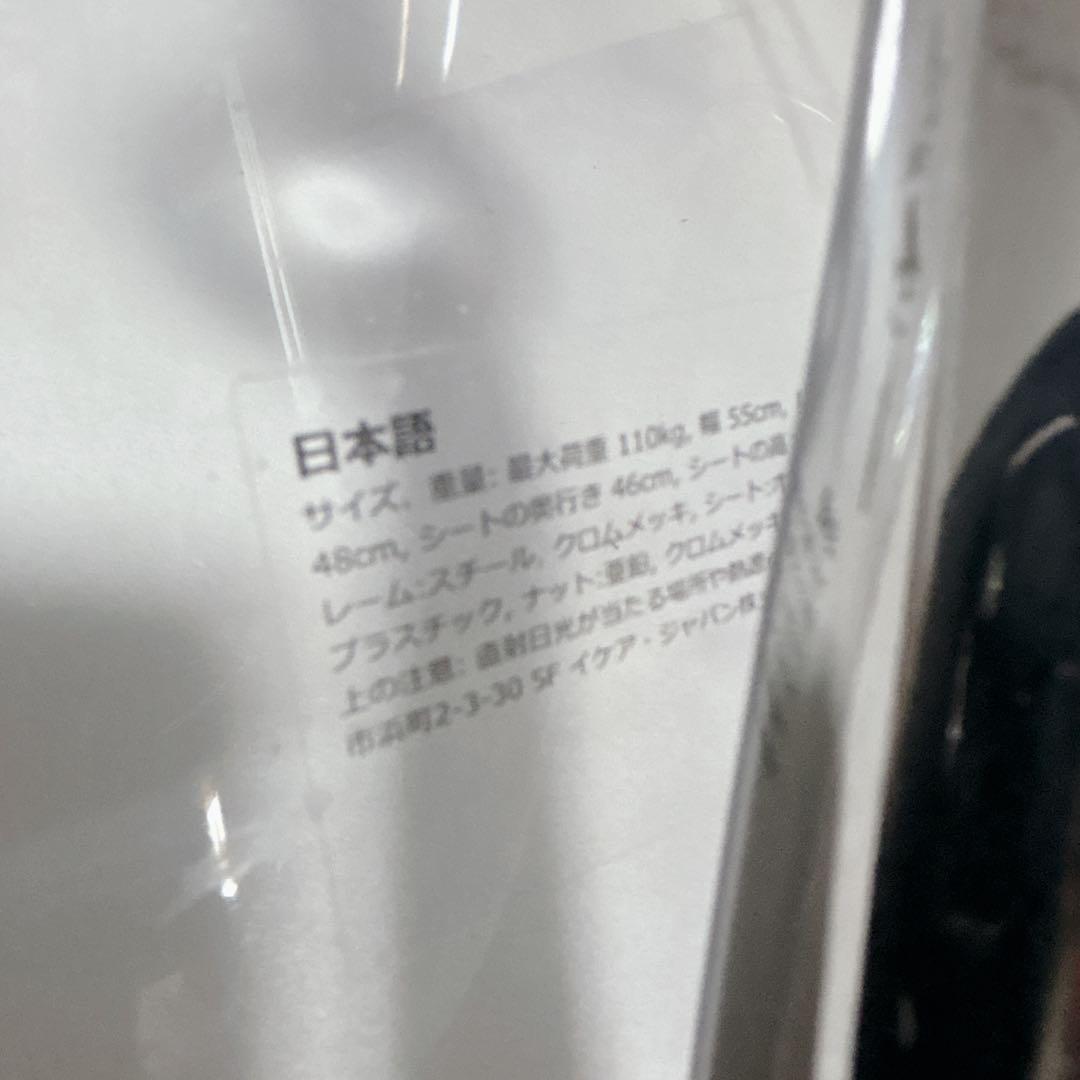 日本語
サイズ、重量: 最大荷重 110kg, 幅 55cm,
48cm, シートの奥行き 46cm, シートの高
レーム:スチール, クロムメッキ, シート:
プラスチック, ナット:亜鉛, クロムメッキ
上の注意: 直射日光が当たる場所や熱
市浜町2-3-30 5F イケア・ジャパン株